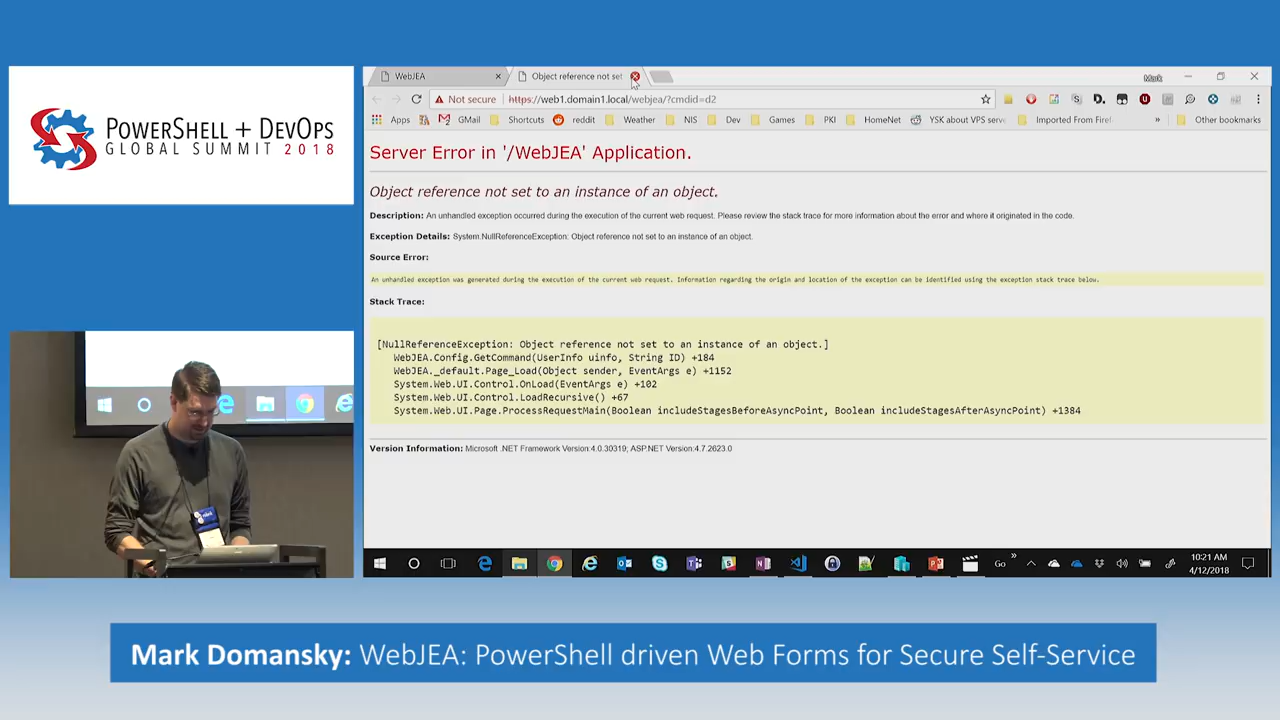 POWERSHELL + DEVOPS
GLOBAL SUMMIT 2018
WebJEA
Object reference not set
Mark
Not secure
https://web1.domain1.local/webjea/?cmdid=d2
Apps
GMail
Shortcuts
reddit
Weather
NIS
Dev
Games
PKI
HomeNet
YSK about VPS serv
Imported From Firef
»
Other bookmarks
Server Error in '/WebJEA' Application.
Object reference not set to an instance of an object.
Description: An unhandled exception occurred during the execution of the current web request. Please review the stack trace for more information about the error and where it originated in the code.
Exception Details: System.NullReferenceException: Object reference not set to an instance of an object.
Source Error:
An unhandled exception was generated during the execution of the current web request. Information regarding the origin and location of the exception can be identified using the exception stack trace below.
Stack Trace:
[NullReferenceException: Object reference not set to an instance of an object.]
WebJEA.Config.GetCommand(UserInfo uinfo, String ID) +184
WebJEA._default.Page_Load(Object sender, EventArgs e) +1152
System.Web.UI.Control.OnLoad(EventArgs e) +102
System.Web.UI.Control.LoadRecursive() +67
System.Web.UI.Page.ProcessRequestMain(Boolean includeStagesBeforeAsyncPoint, Boolean includeStagesAfterAsyncPoint) +1384
Version Information: Microsoft .NET Framework Version:4.0.30319; ASP.NET Version:4.7.2623.0
Go
»
10:21 AM
4/12/2018
Mark Domansky: WebJEA: PowerShell driven Web Forms for Secure Self-Service